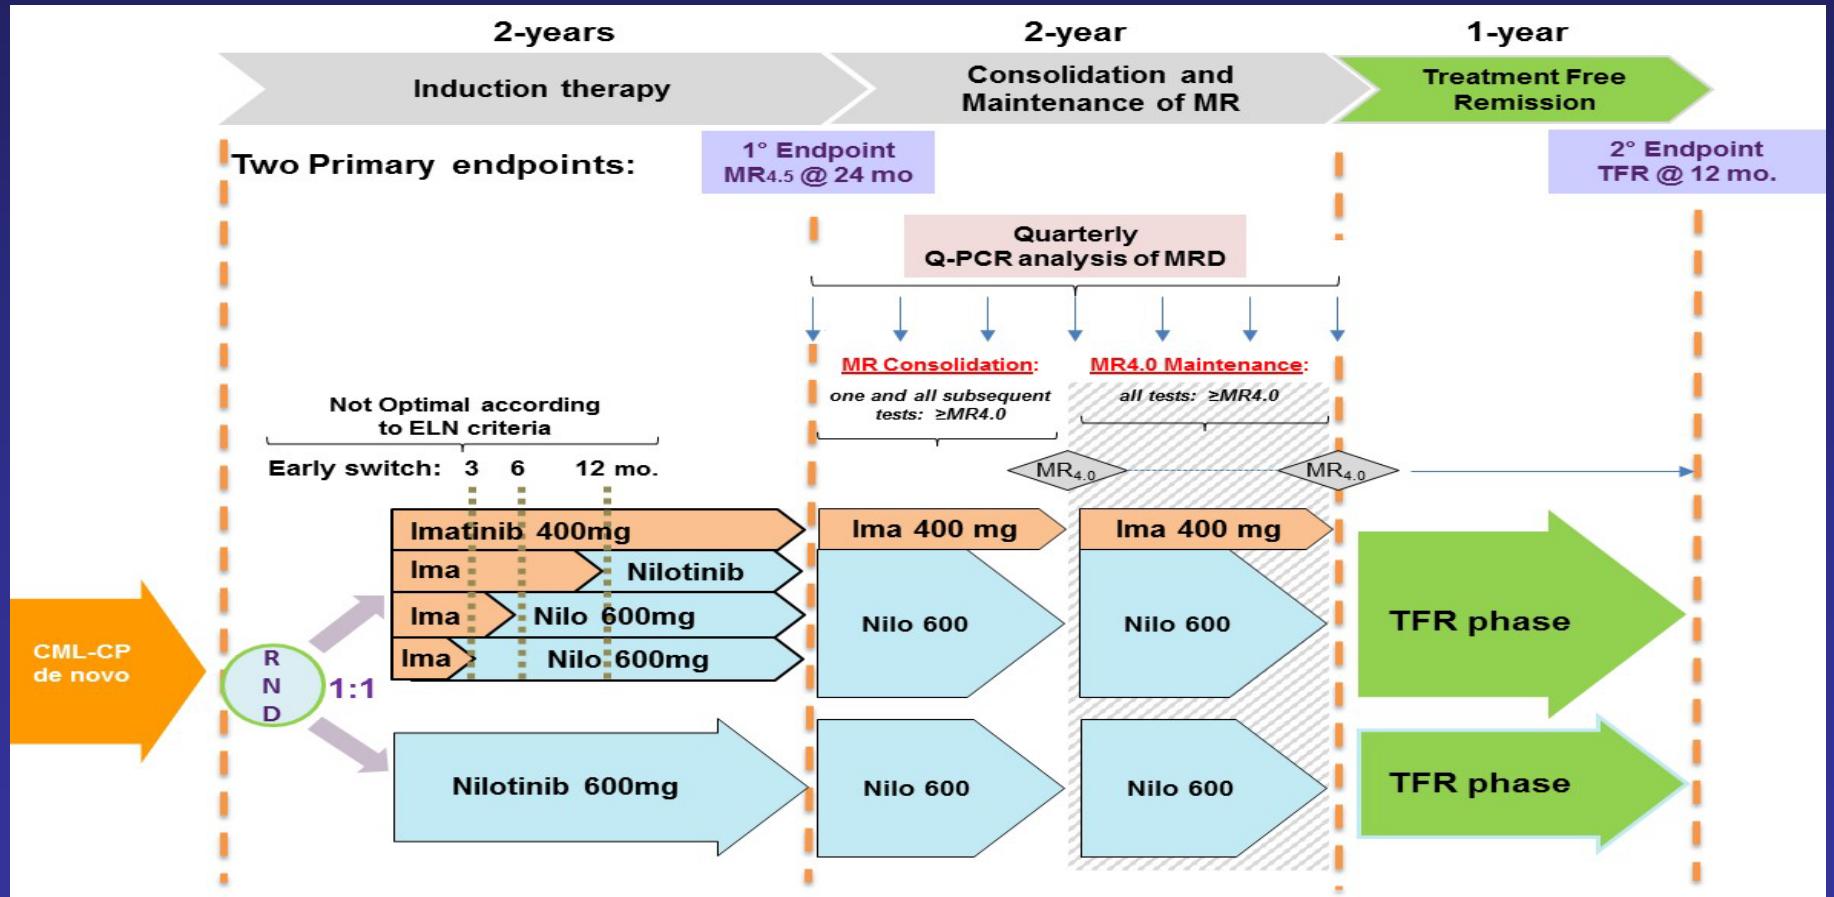 2-years
2-year
1-year
Induction therapy
Consolidation and
Maintenance of MR
Treatment Free
Remission
Two Primary endpoints:
1° Endpoint
MR4.5 @ 24 mo
2° Endpoint
TFR @ 12 mo.
Quarterly
Q-PCR analysis of MRD
MR Consolidation:
one and all subsequent
tests: ≥MR4.0
MR4.0 Maintenance:
all tests: ≥MR4.0
Not Optimal according
to ELN criteria
Early switch: 3 6 12 mo.
MR4.0
MR4.0
Imatinib 400mg
Ima 400 mg
Ima 400 mg
Ima
Nilotinib
Ima
Nilo 600mg
Ima
Nilo 600mg
Nilo 600
Nilo 600
TFR phase
CML-CP
de novo
R
N
D
1:1
Nilotinib 600mg
Nilo 600
Nilo 600
TFR phase